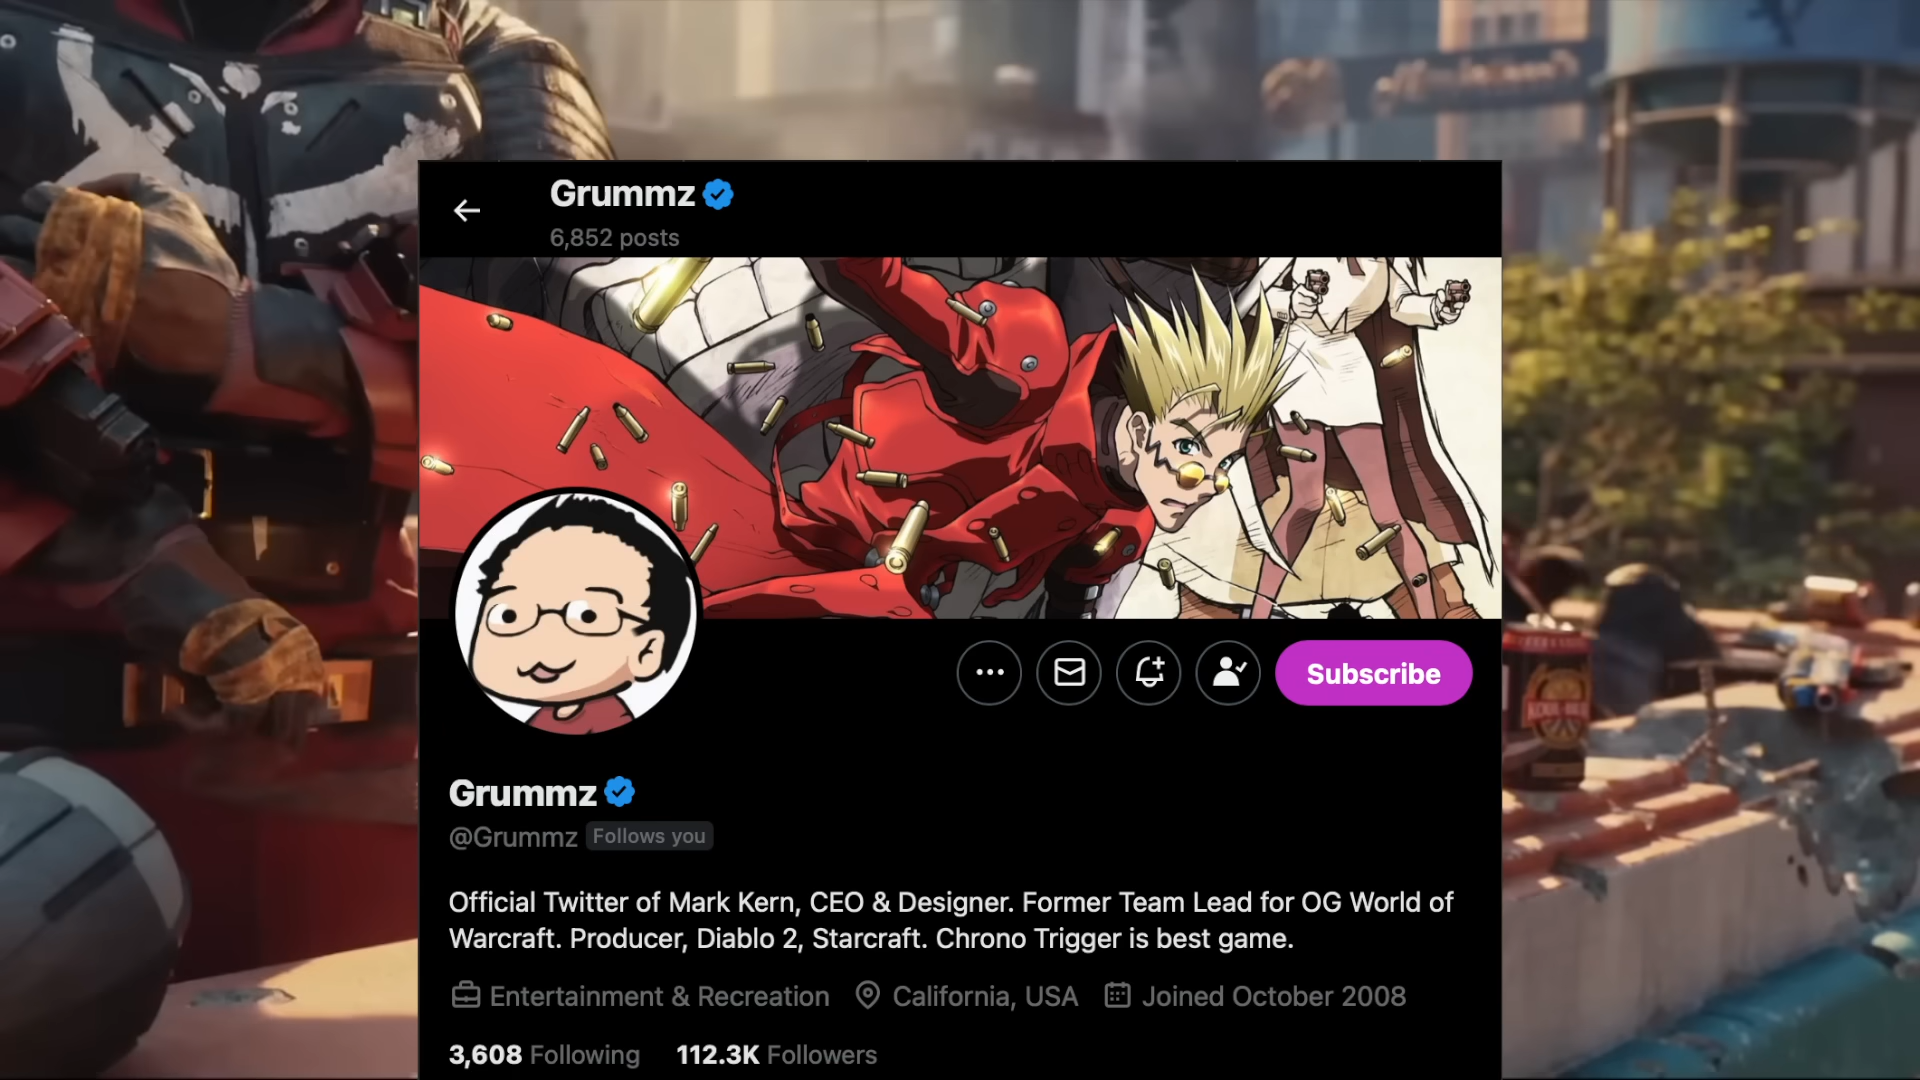 Grummz
6,852 posts
Subscribe
Grummz
@Grummz Follows you
Official Twitter of Mark Kern, CEO & Designer. Former Team Lead for OG World of
Warcraft. Producer, Diablo 2, Starcraft. Chrono Trigger is best game.
Entertainment & Recreation California, USA Joined October 2008
3,608 Following 112.3K Followers